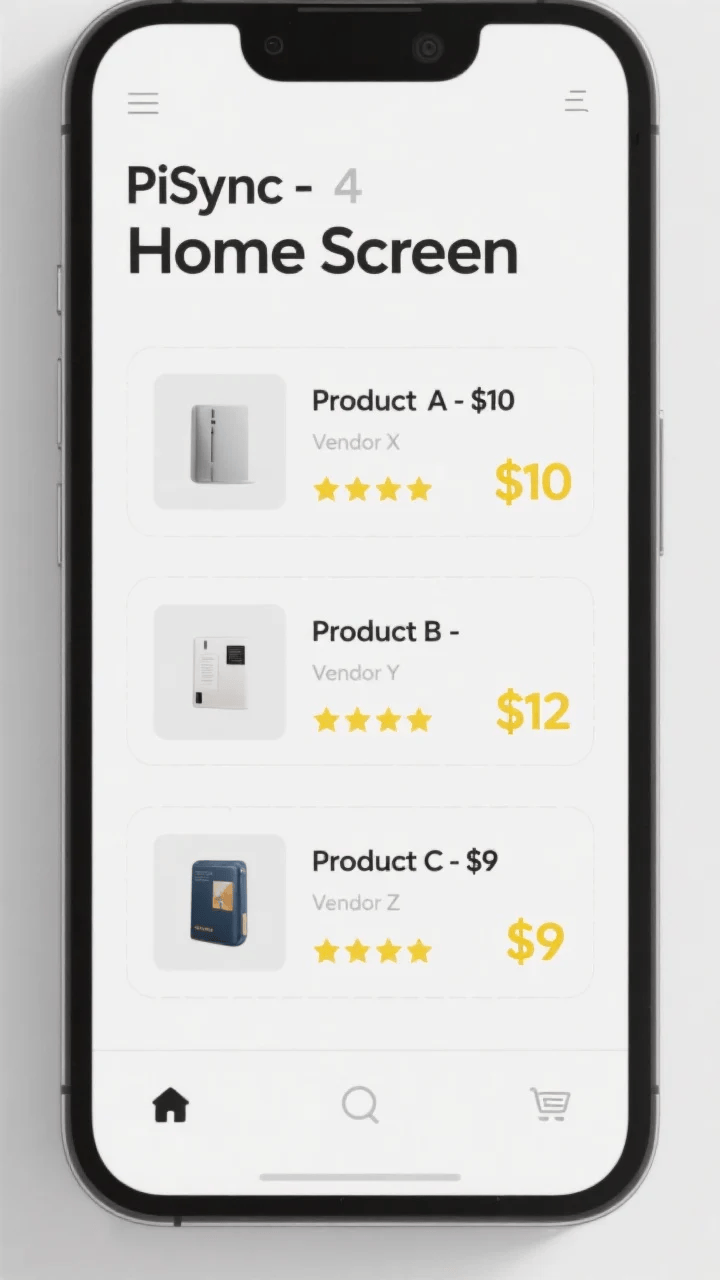 PiSync - 4
Home Screen
Product A - $10
Vendor X
$10
Product B -
Vendor Y
$12
Product C - $9
Vendor Z
$9